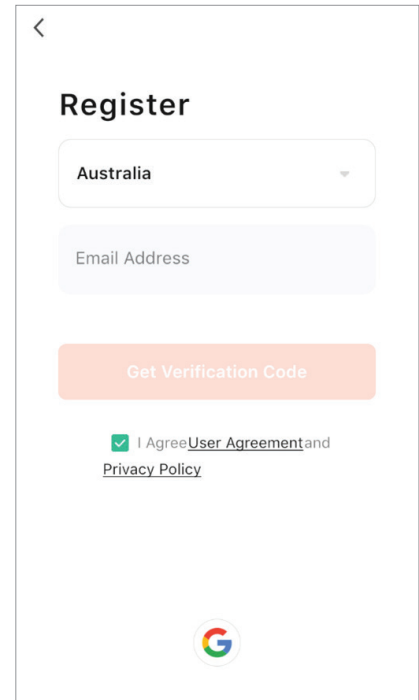 Register
Australia
Email Address
Get Verification Code
I AgreeUser Agreementand
Privacy Policy